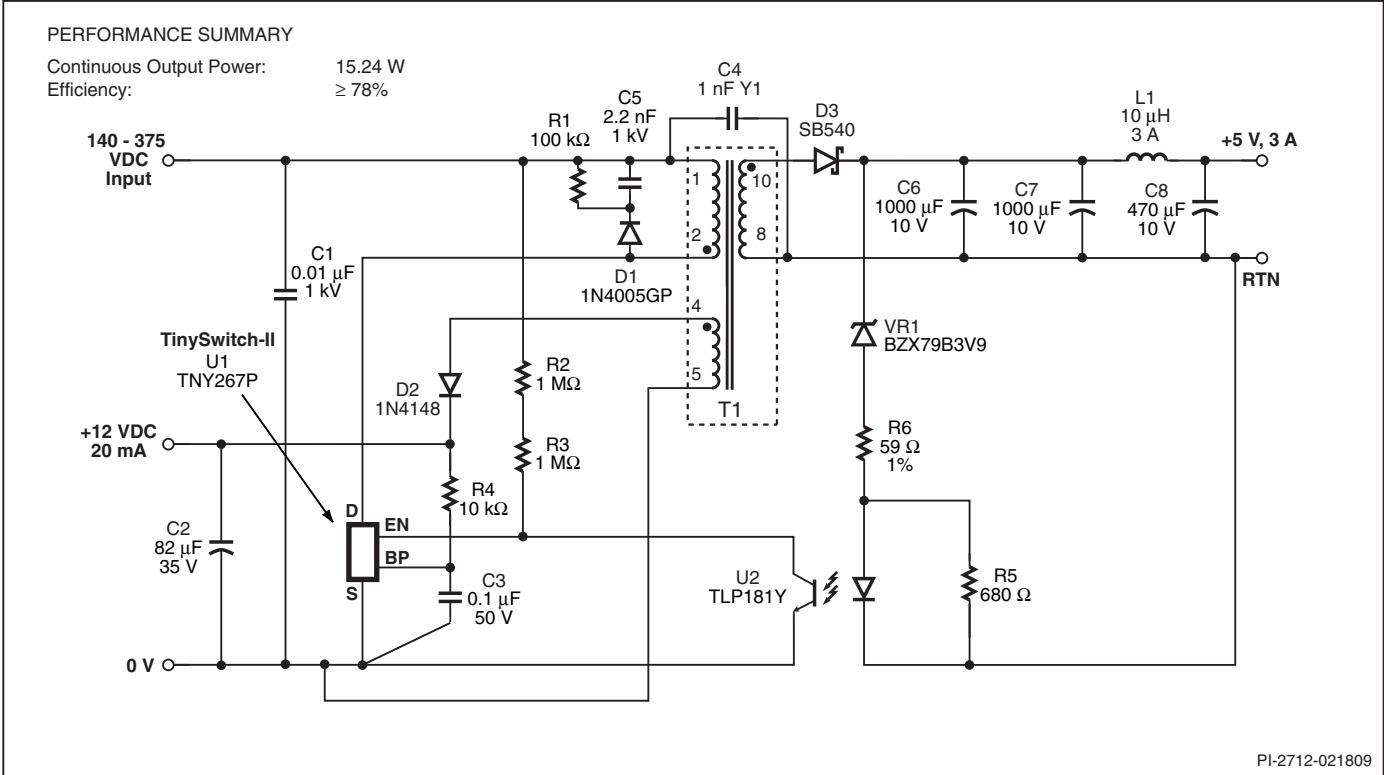 PERFORMANCE SUMMARY
Continuous Output Power: 15.24 W
Efficiency: ≥ 78%
140 - 375
VDC
Input
R1
100 kΩ
C5
2.2 nF
1 kV
C4
1 nF Y1
D3
SB540
L1
10 μH
3 A
+5 V, 3 A
1
2
10
8
C6
1000 μF
10 V
C7
1000 μF
10 V
C8
470 μF
10 V
RTN
C1
0.01 μF
1 kV
D1
1N4005GP
4
5
T1
VR1
BZX79B3V9
TinySwitch-II
U1
TNY267P
D2
1N4148
R2
1 MΩ
+12 VDC
20 mA
R3
1 MΩ
R6
59 Ω
1%
R4
10 kΩ
D
EN
BP
S
C2
82 μF
35 V
C3
0.1 μF
50 V
U2
TLP181Y
R5
680 Ω
0 V
PI-2712-021809